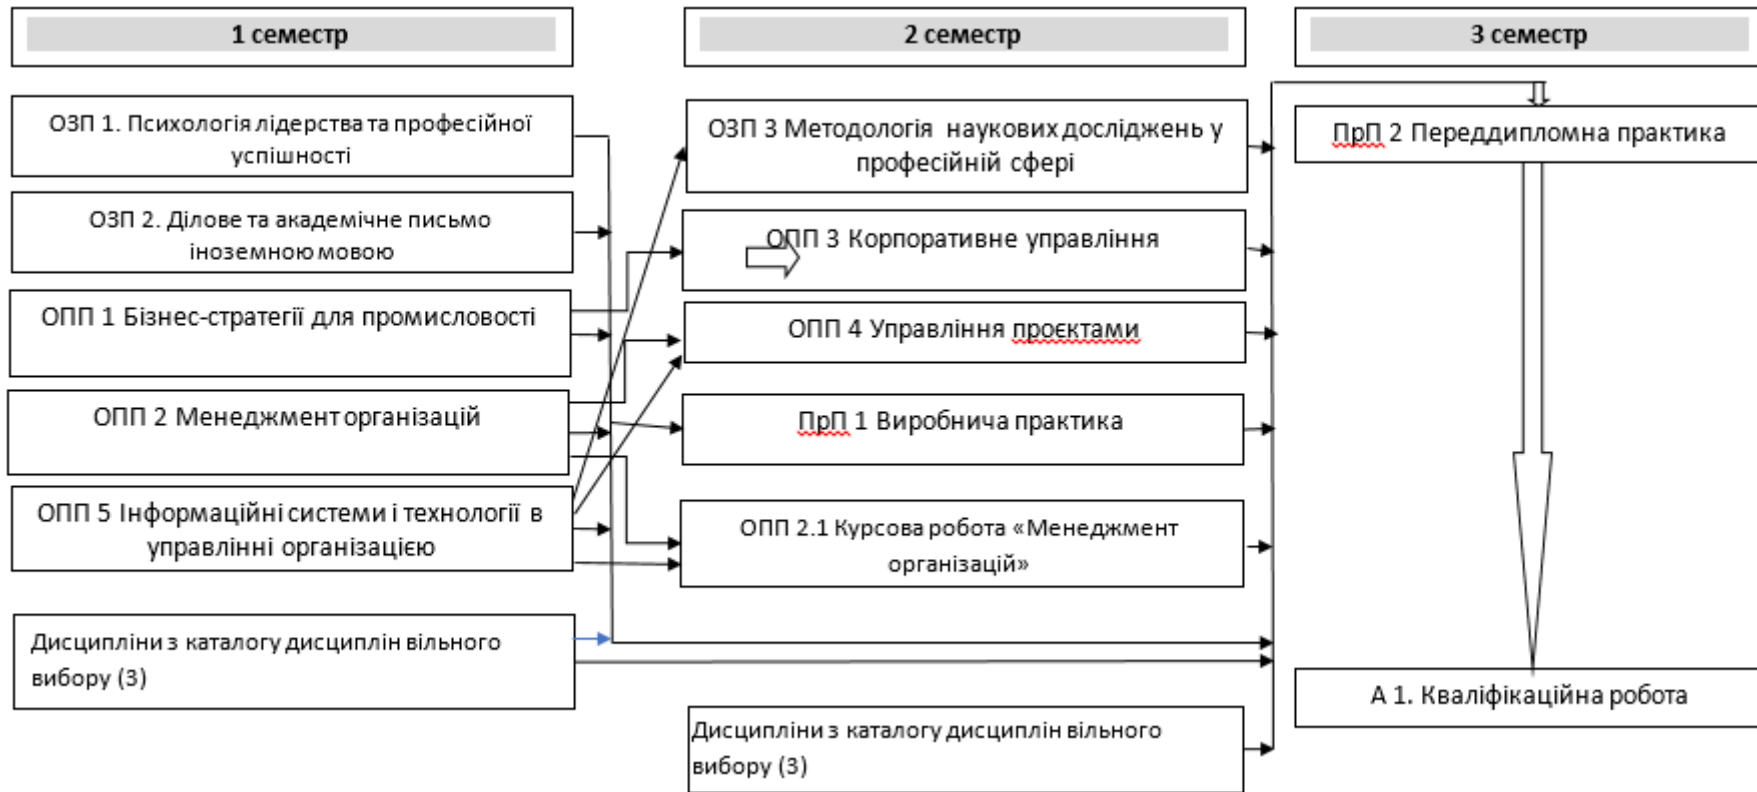 1 семестр
2 семестр
3 семестр
ОЗП 1. Психологія лідерства та професійної
успішності
ОЗП 2. Ділове та академічне письмо
іноземною мовою
ОПП 1 Бізнес-стратегії для промисловості
ОПП 2 Менеджмент організацій
ОПП 5 Інформаційні системи і технології в
управлінні організацією
Дисципліни з каталогу дисциплін вільного
вибору (3)
ОЗП 3 Методологія наукових досліджень у
професійній сфері
ОПП 3 Корпоративне управління
ОПП 4 Управління проєктами
ПрП 1 Виробнича практика
ОПП 2.1 Курсова робота «Менеджмент
організацій»
Дисципліни з каталогу дисциплін вільного
вибору (3)
ПрП 2 Переддипломна практика
А 1. Кваліфікаційна робота